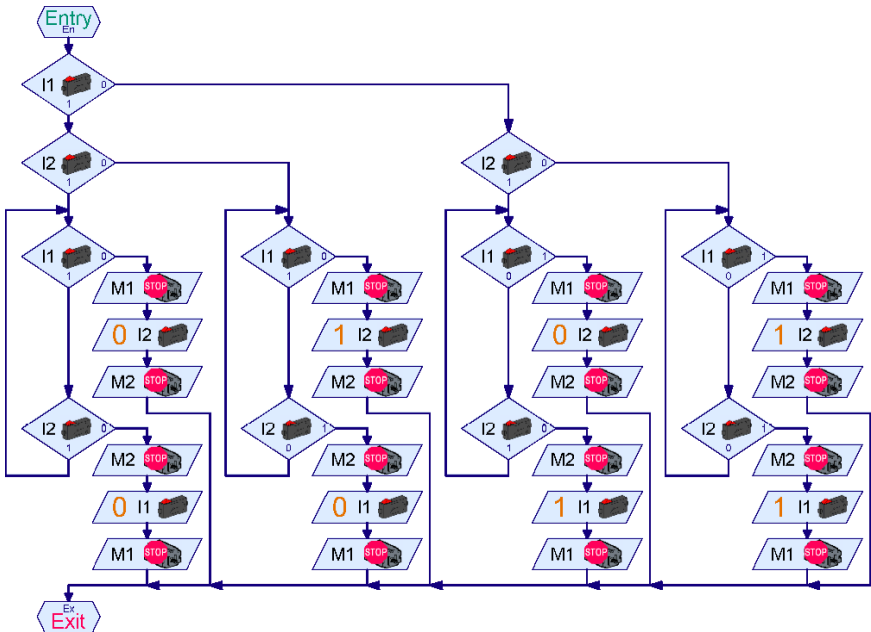 Entry
En
I1 0
1
I2 0
1
I2 0
1
I1 0
1
I1 0
1
I1 1
0
I1 1
0
M1 STOP
M1 STOP
M1 STOP
M1 STOP
0 I2
1 I2
0 I2
1 I2
M2 STOP
M2 STOP
M2 STOP
M2 STOP
I2 0
1
I2 1
0
I2 0
1
I2 1
0
M2 STOP
M2 STOP
M2 STOP
M2 STOP
0 I1
0 I1
1 I1
1 I1
M1 STOP
M1 STOP
M1 STOP
M1 STOP
Ex
Exit